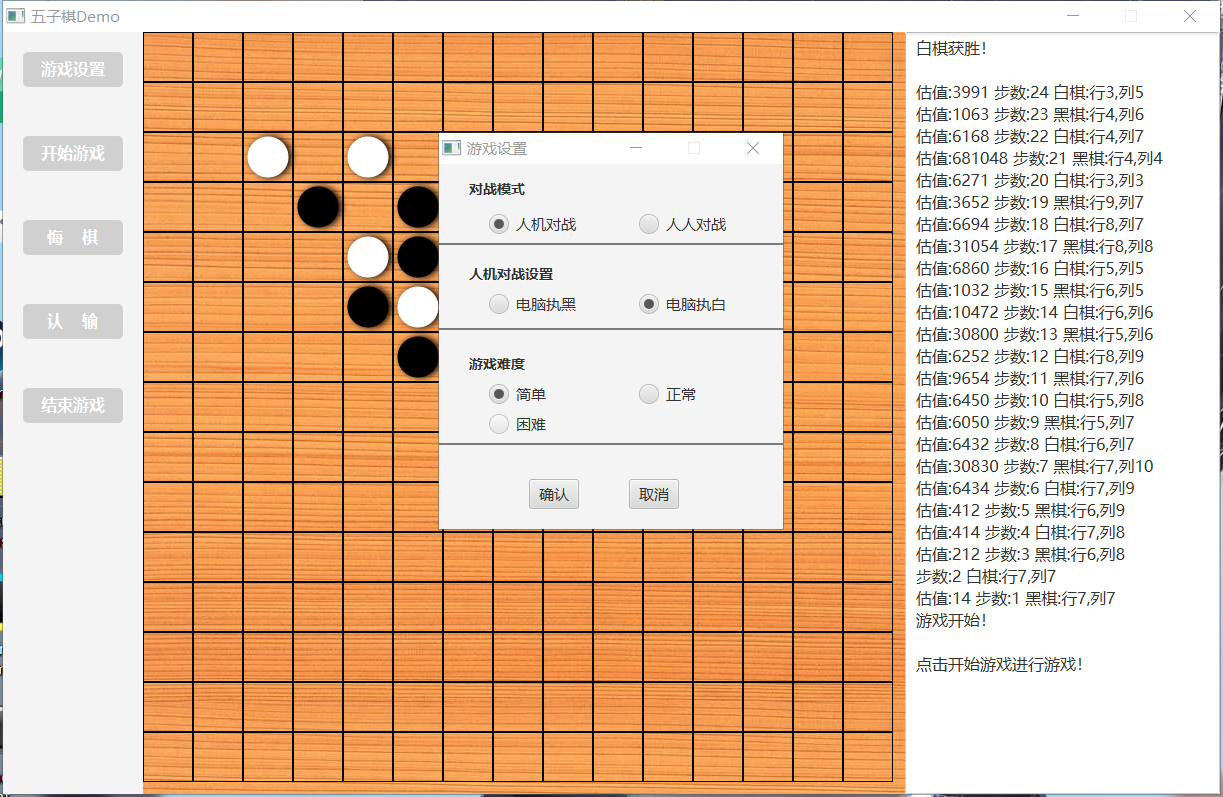 五子棋Demo
游戏设置
开始游戏
悔 棋
认 输
结束游戏
游戏设置
对战模式
人机对战 人人对战
人机对战设置
电脑执黑 电脑执白
游戏难度
简单 正常
困难
确认 取消
白棋获胜！
估值:3991 步数:24 白棋:行3,列5
估值:1063 步数:23 黑棋:行4,列6
估值:6168 步数:22 白棋:行4,列7
估值:681048 步数:21 黑棋:行4,列4
估值:6271 步数:20 白棋:行3,列3
估值:3652 步数:19 黑棋:行9,列7
估值:6694 步数:18 白棋:行8,列7
估值:31054 步数:17 黑棋:行8,列8
估值:6860 步数:16 白棋:行5,列5
估值:1032 步数:15 黑棋:行6,列5
估值:10472 步数:14 白棋:行6,列6
估值:30800 步数:13 黑棋:行5,列6
估值:6252 步数:12 白棋:行8,列9
估值:9654 步数:11 黑棋:行7,列6
估值:6450 步数:10 白棋:行5,列8
估值:6050 步数:9 黑棋:行5,列7
估值:6432 步数:8 白棋:行6,列7
估值:30830 步数:7 黑棋:行7,列10
估值:6434 步数:6 白棋:行7,列9
估值:412 步数:5 黑棋:行6,列9
估值:414 步数:4 白棋:行7,列8
估值:212 步数:3 黑棋:行6,列8
步数:2 白棋:行7,列7
估值:14 步数:1 黑棋:行7,列7
游戏开始！
点击开始游戏进行游戏！